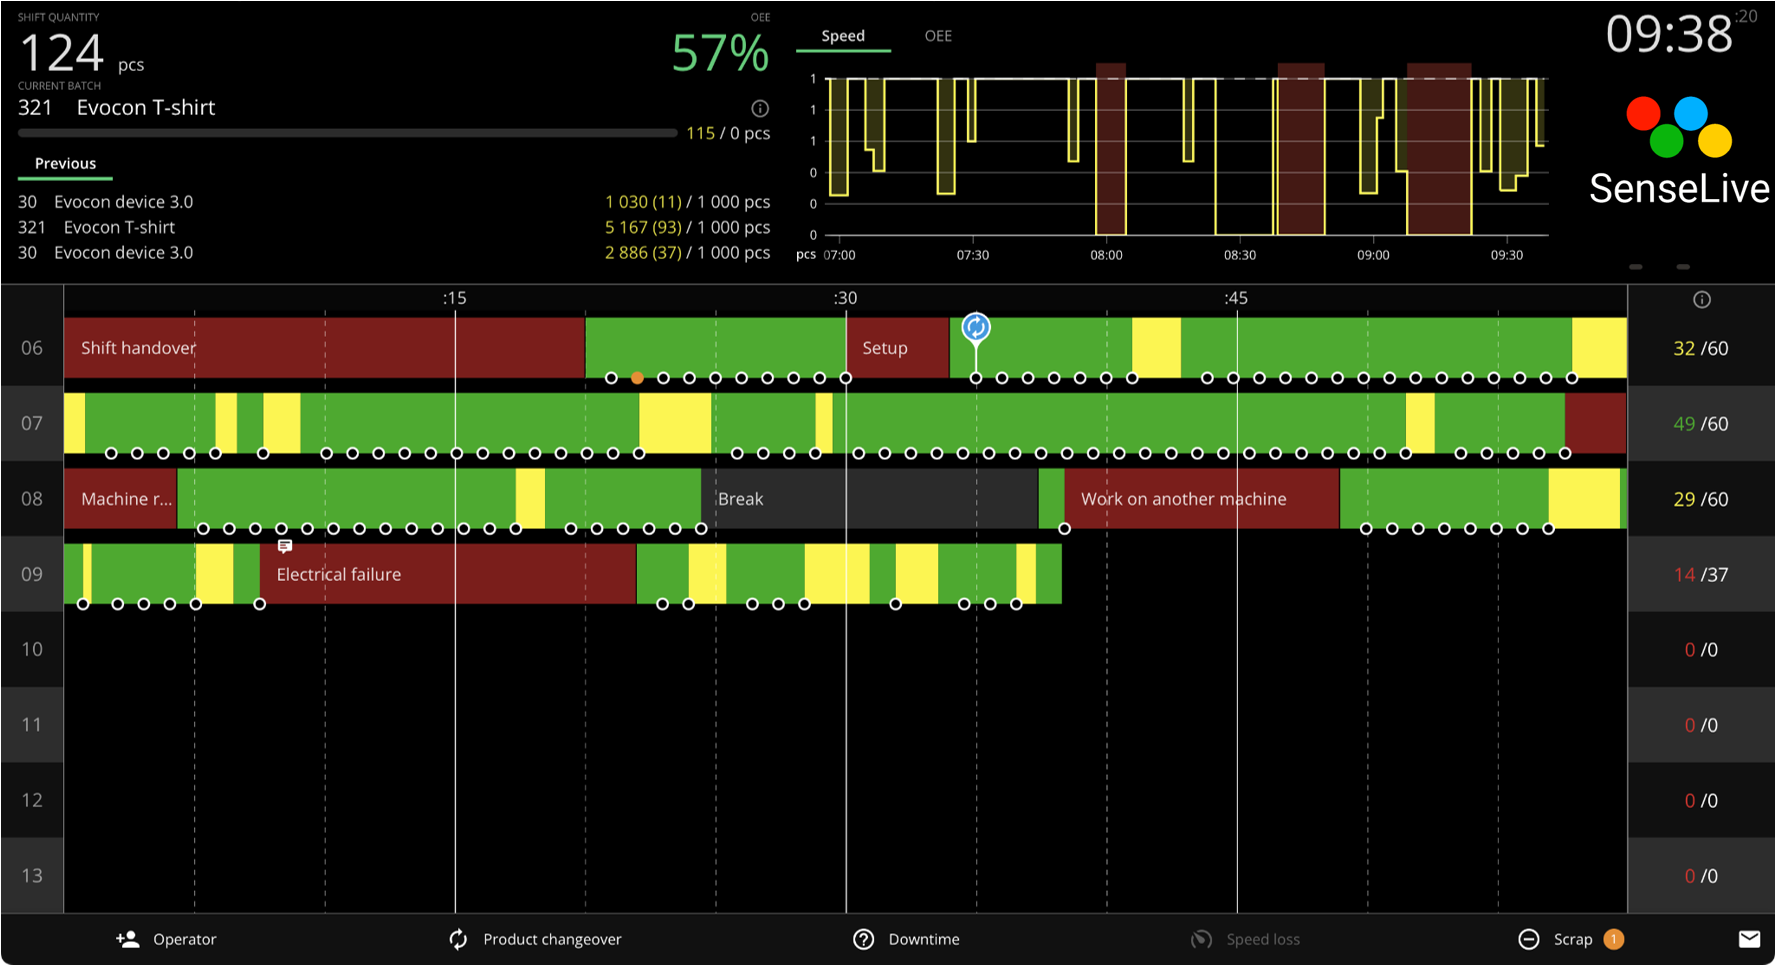 SHIFT QUANTITY
124 pcs
OEE
57%
CURRENT BATCH
321 Evocon T-shirt
115 / 0 pcs
Previous
30 Evocon device 3.0 1 030 (11) / 1 000 pcs
321 Evocon T-shirt 5 167 (93) / 1 000 pcs
30 Evocon device 3.0 2 886 (37) / 1 000 pcs
Speed OEE
1
1
1
0
0
0
pcs 07:00 07:30 08:00 08:30 09:00 09:30
09:38 :20
SenseLive
:15 :30 :45
06 Shift handover Setup 32 /60
07 49 /60
08 Machine r... Break Work on another machine 29 /60
09 Electrical failure 14 /37
10 0 /0
11 0 /0
12 0 /0
13 0 /0
Operator Product changeover Downtime Speed loss Scrap 1